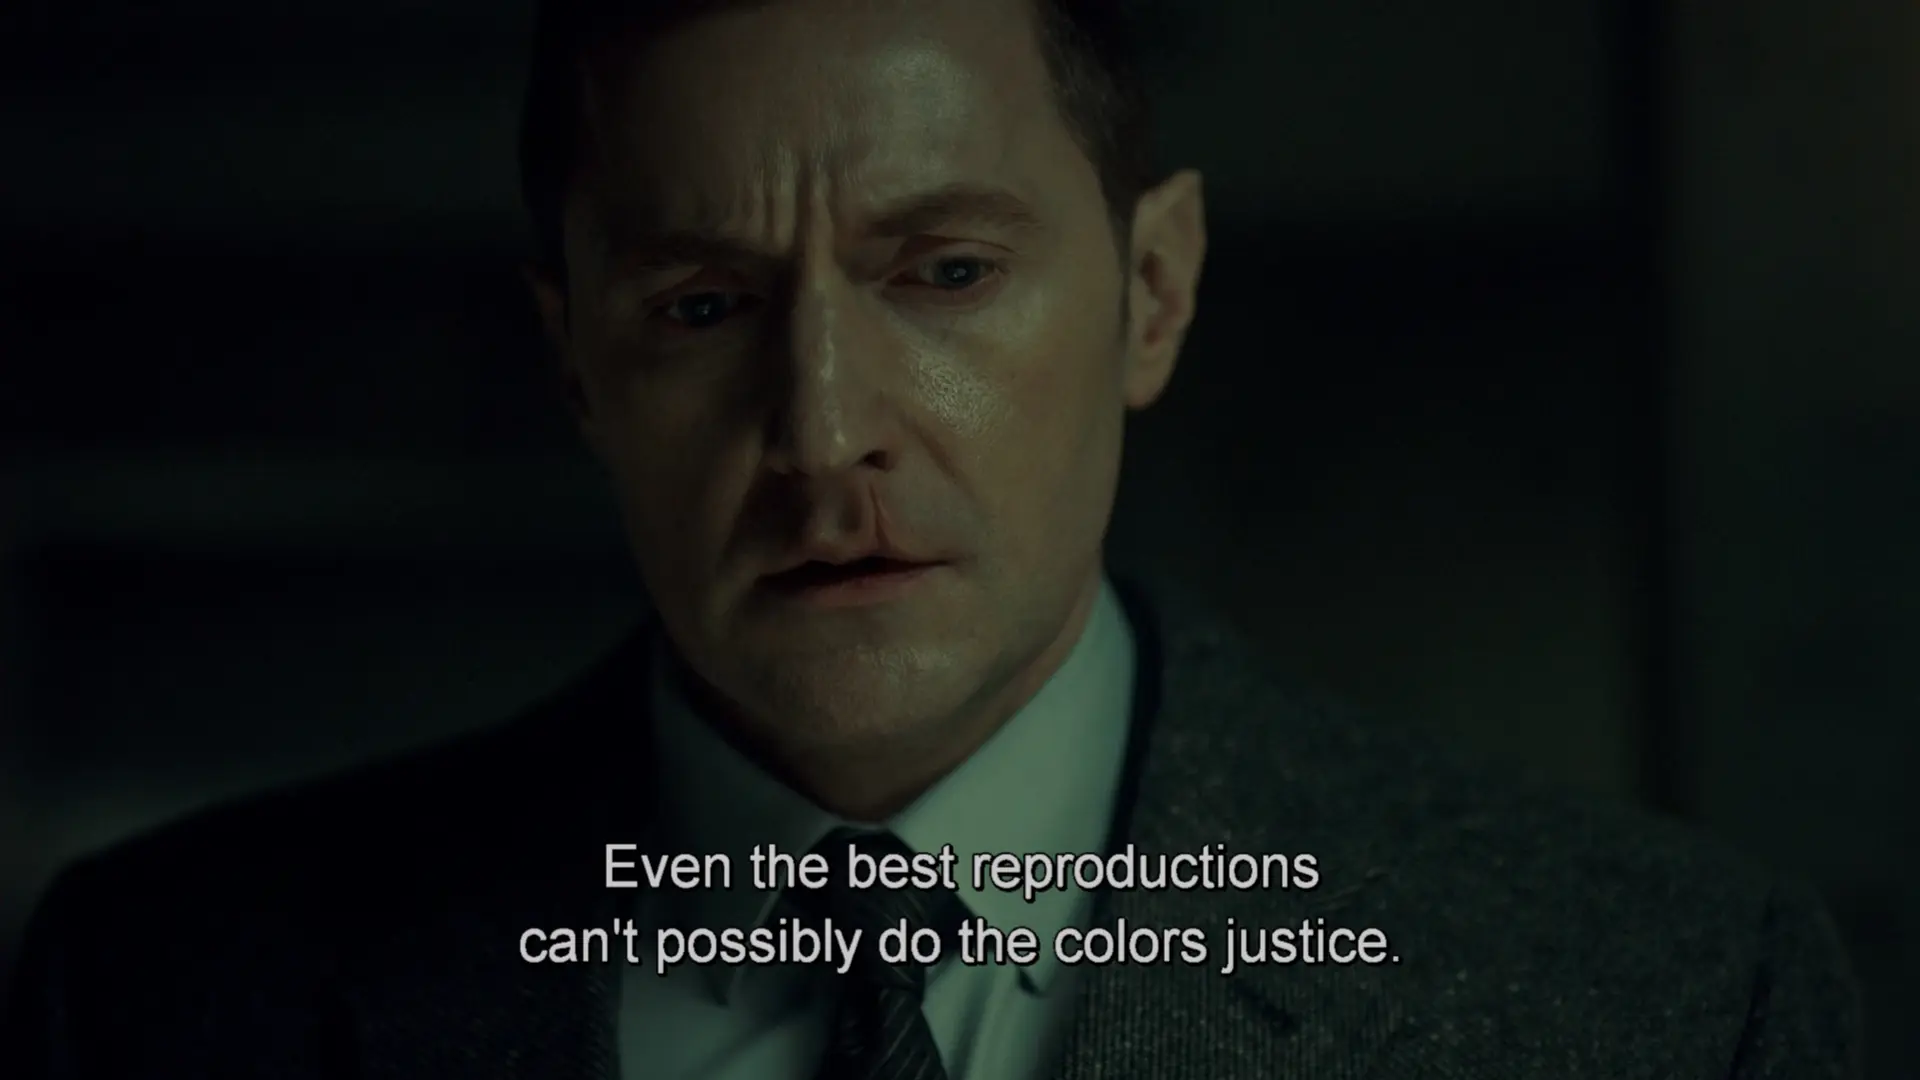 Even the best reproductions
can't possibly do the colors justice.